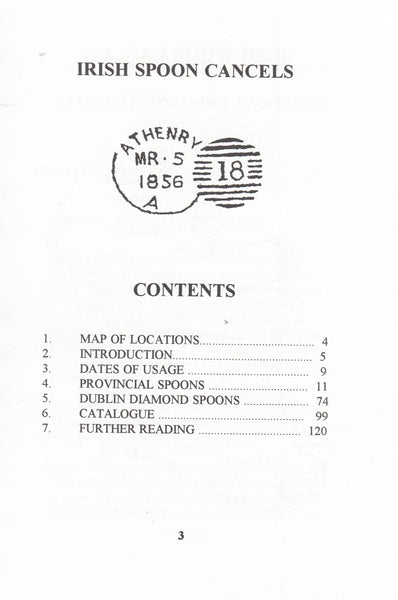 IRISH SPOON CANCELS
ATHENRY
MR · 5
1856
A
18
CONTENTS
1. MAP OF LOCATIONS.................................. 4
2. INTRODUCTION.......................................... 5
3. DATES OF USAGE ...................................... 9
4. PROVINCIAL SPOONS ................................ 11
5. DUBLIN DIAMOND SPOONS .................... 74
6. CATALOGUE ............................................. 99
7. FURTHER READING ................................. 120
3